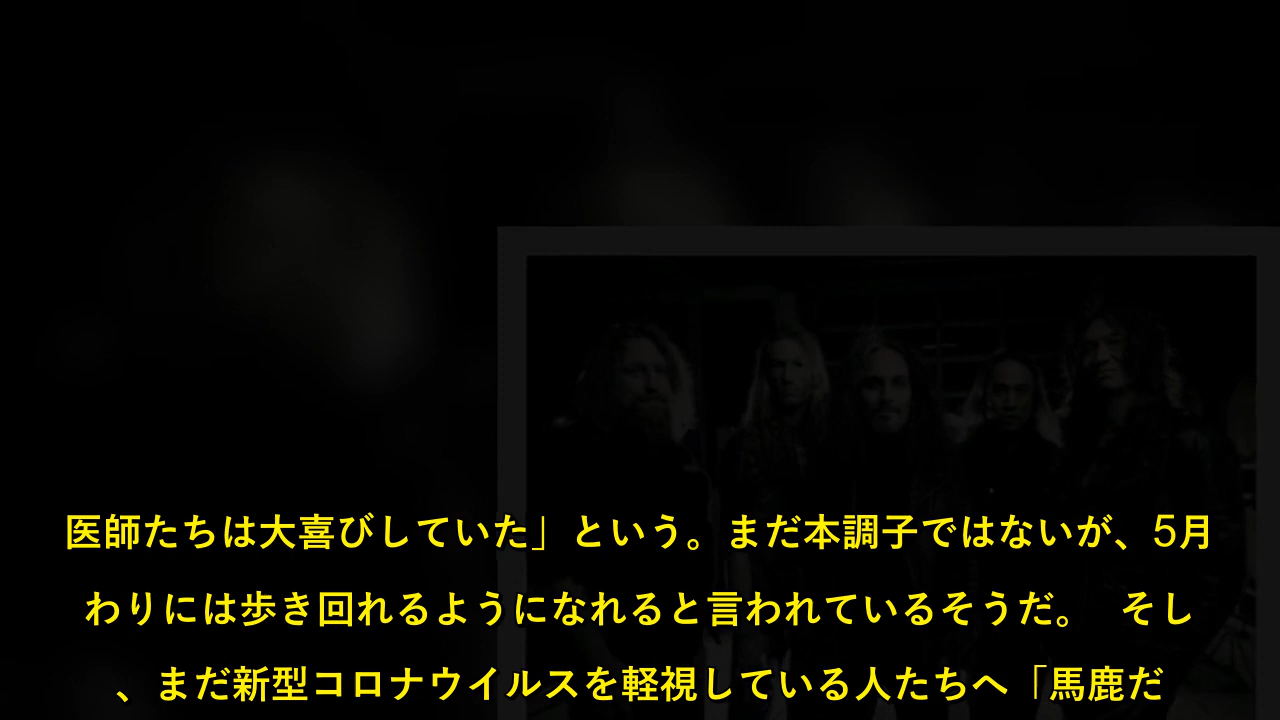 医師たちは大喜びしていた」という。まだ本調子ではないが、5月
わりには歩き回れるようになれると言われているそうだ。　そし
、まだ新型コロナウイルスを軽視している人たちへ「馬鹿だ